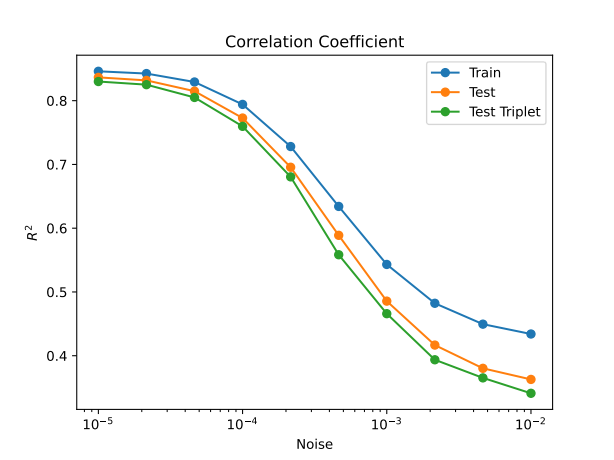 Correlation Coefficient
Train
Test
Test Triplet
0.8
0.7
0.6
0.5
0.4
R²
10⁻⁵ 10⁻⁴ 10⁻³ 10⁻²
Noise